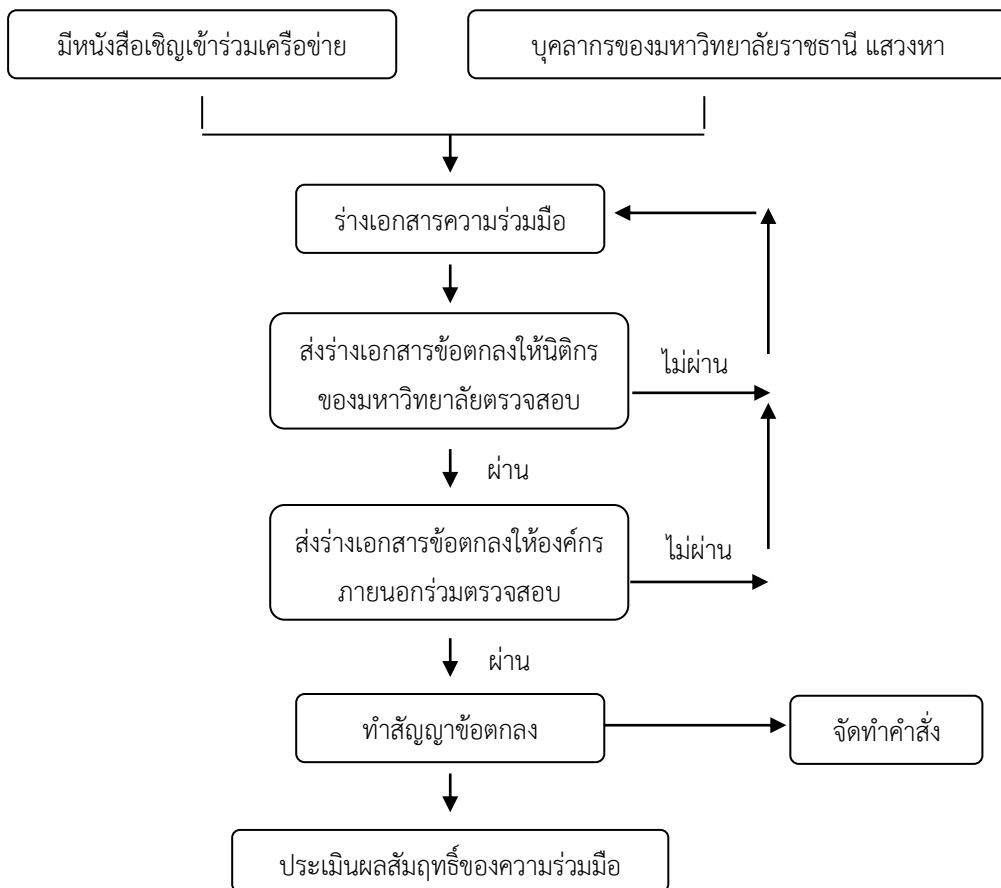 มีหนังสือเชิญเข้าร่วมเครือข่าย
บุคลากรของมหาวิทยาลัยราชธานี แสวงหา
ร่างเอกสารความร่วมมือ
ส่งร่างเอกสารข้อตกลงให้นิติกร
ของมหาวิทยาลัยตรวจสอบ
ไม่ผ่าน
ผ่าน
ส่งร่างเอกสารข้อตกลงให้องค์กร
ภายนอกร่วมตรวจสอบ
ไม่ผ่าน
ผ่าน
ทำสัญญาข้อตกลง
จัดทำคำสั่ง
ประเมินผลสัมฤทธิ์ของความร่วมมือ